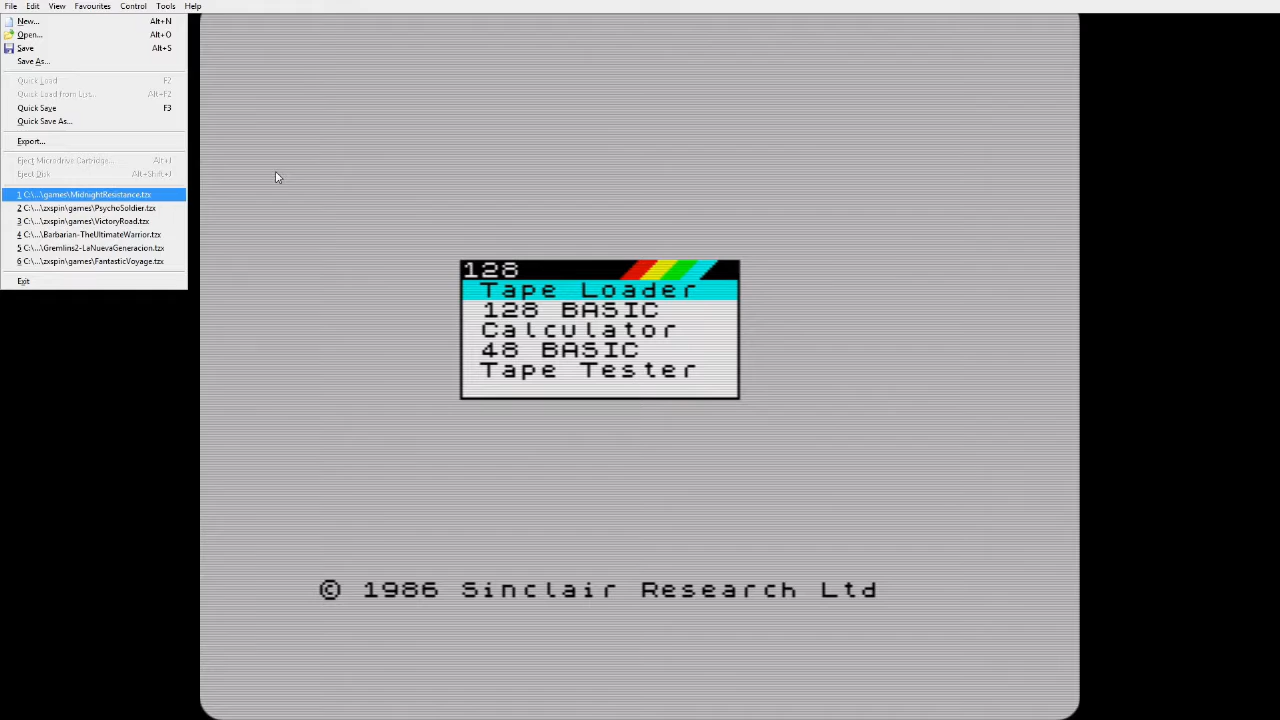 File Edit View Favourites Control Tools Help
New... Alt+N
Open... Alt+O
Save Alt+S
Save As...
Quick Load F2
Quick Load from List... Alt+F2
Quick Save F3
Quick Save As...
Export...
Eject Microdrive Cartridge... Alt+J
Eject Disk Alt+Shift+J
1 C:\...\games\MidnightResistance.tzx
2 C:\...\zxspin\games\PsychoSoldier.tzx
3 C:\...\zxspin\games\VictoryRoad.tzx
4 C:\...\Barbarian-TheUltimateWarrior.tzx
5 C:\...\Gremlins2-LaNuevaGeneracion.tzx
6 C:\...\zxspin\games\FantasticVoyage.tzx
Exit
128
Tape Loader
128 BASIC
Calculator
48 BASIC
Tape Tester
© 1986 Sinclair Research Ltd